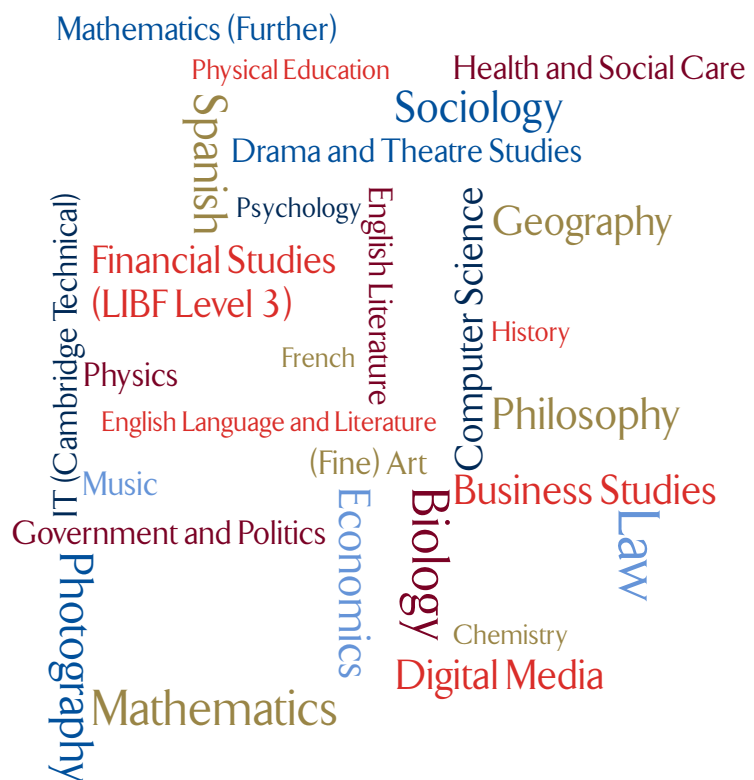 Mathematics (Further)
Physical Education
Health and Social Care
Sociology
Spanish
Drama and Theatre Studies
Psychology
English Literature
Computer Science
Geography
IT (Cambridge Technical)
Financial Studies
(LIBF Level 3)
History
French
Physics
English Language and Literature
Philosophy
(Fine) Art
Music
Business Studies
Economics
Biology
Law
Government and Politics
Photography
Chemistry
Digital Media
Mathematics